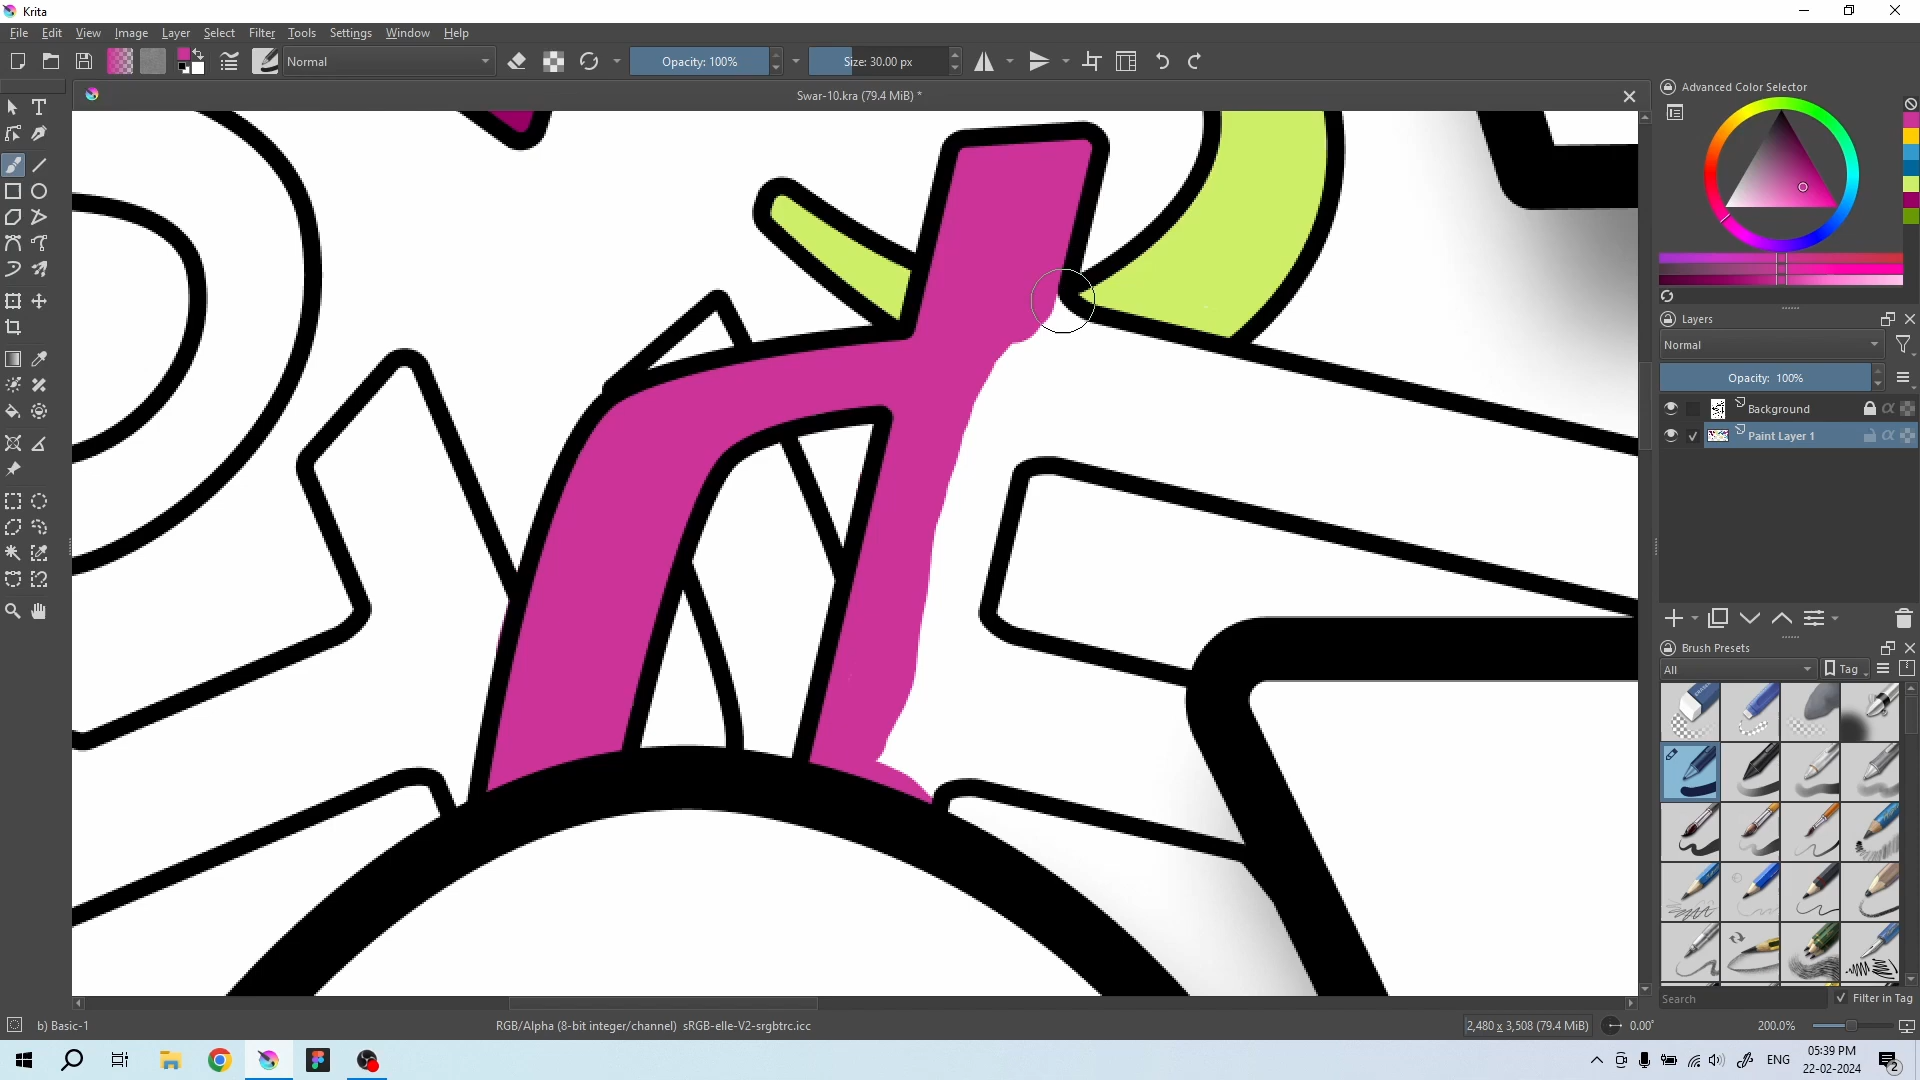 Krita
File Edit View Image Layer Select Filter Tools Settings Window Help
Normal
Opacity: 100%
Size: 30.00 px
Swar-10.kra (79.4 MiB) *
Advanced Color Selector
Layers
Normal
Opacity: 100%
Background
Paint Layer 1
Brush Presets
All
Tag
Search
Filter in Tag
b) Basic-1
RGB/Alpha (8-bit integer/channel) sRGB-elle-V2-srgbtrc.icc
2,480 x 3,508 (79.4 MiB)
0.00°
200.0%
ENG
05:39 PM
22-02-2024
2